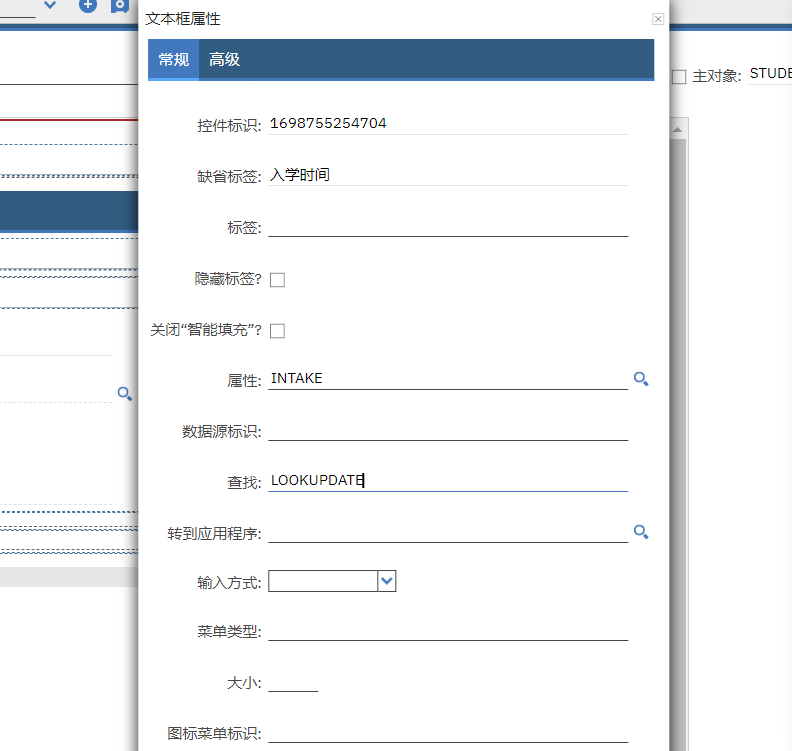 文本框属性
常规 高级
主对象: STUDE
控件标识: 1698755254704
缺省标签: 入学时间
标签:
隐藏标签?
关闭“智能填充”?
属性: INTAKE
数据源标识:
查找: LOOKUPDATE
转到应用程序:
输入方式:
菜单类型:
大小:
图标菜单标识: